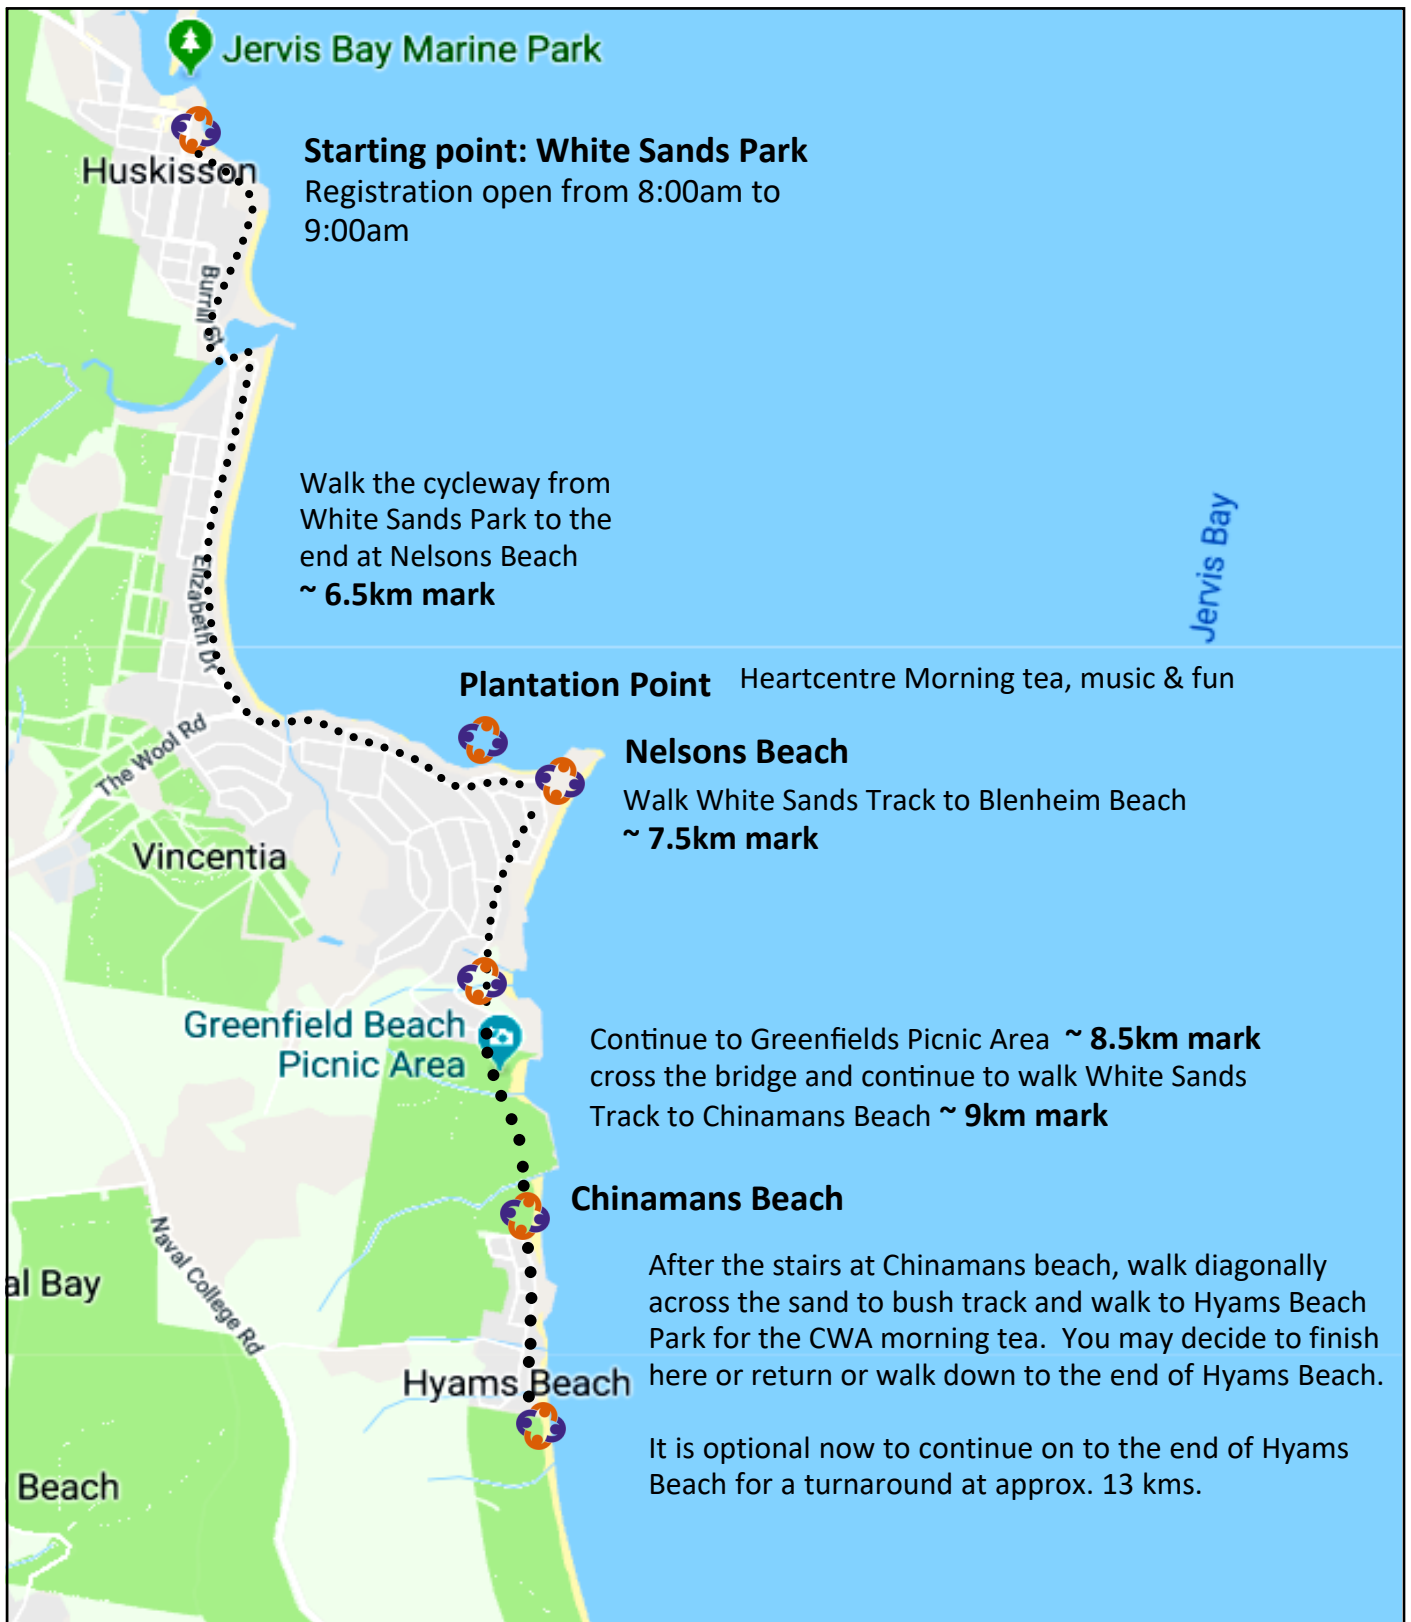 Jervis Bay Marine Park
Huskisson
Starting point: White Sands Park
Registration open from 8:00am to
9:00am
Burrill St
Walk the cycleway from
White Sands Park to the
end at Nelsons Beach
~ 6.5km mark
Jervis Bay
Elizabeth Dr
Plantation Point
Heartcentre Morning tea, music & fun
The Wool Rd
Nelsons Beach
Walk White Sands Track to Blenheim Beach
~ 7.5km mark
Vincentia
Greenfield Beach
Picnic Area
Continue to Greenfields Picnic Area ~ 8.5km mark
cross the bridge and continue to walk White Sands
Track to Chinamans Beach ~ 9km mark
Chinamans Beach
Naval College Rd
al Bay
After the stairs at Chinamans beach, walk diagonally
across the sand to bush track and walk to Hyams Beach
Park for the CWA morning tea.  You may decide to finish
here or return or walk down to the end of Hyams Beach.
Hyams Beach
It is optional now to continue on to the end of Hyams
Beach for a turnaround at approx. 13 kms.
Beach